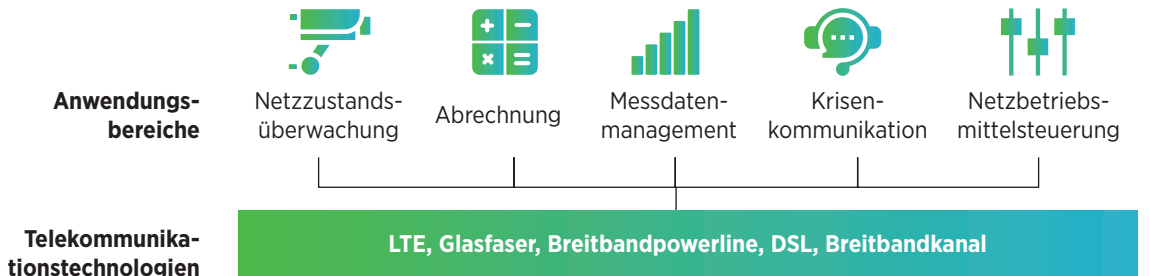 Anwendungs-
bereiche
Netzzustands-
überwachung
Abrechnung
Messdaten-
management
Krisen-
kommunikation
Netzbetriebs-
mittelsteuerung
Telekommunika-
tionstechnologien
LTE, Glasfaser, Breitbandpowerline, DSL, Breitbandkanal